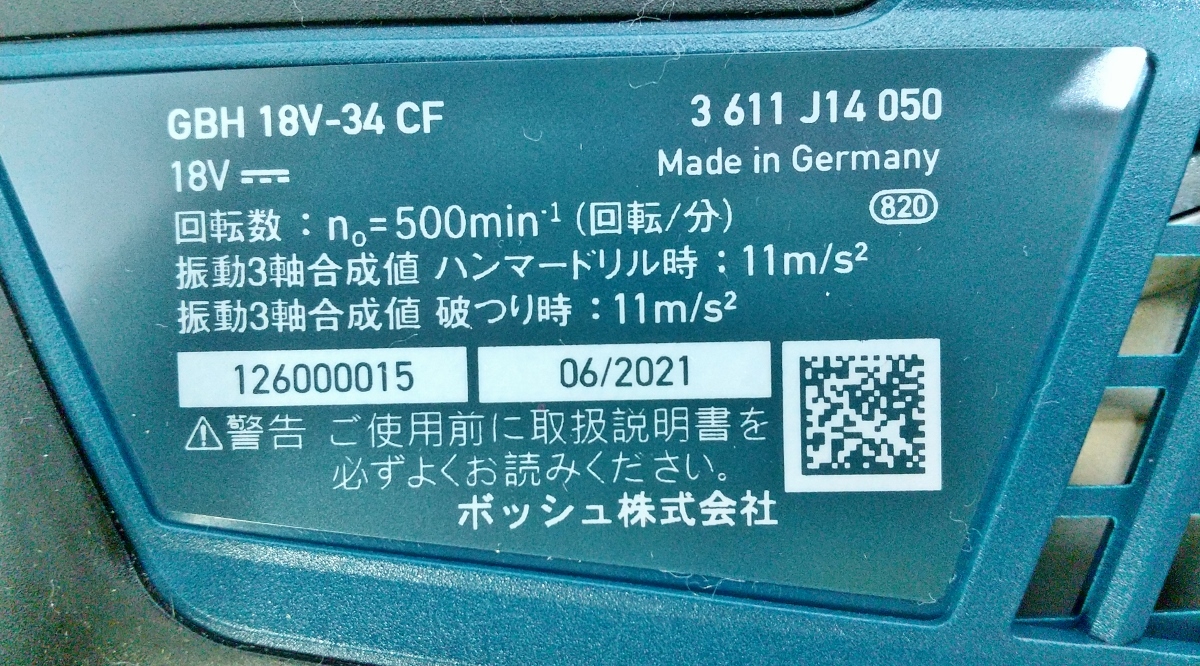 GBH 18V-34 CF
3 611 J14 050
18V
Made in Germany
820
回転数：n₀=500min⁻¹ (回転/分)
振動3軸合成値 ハンマードリル時：11m/s²
振動3軸合成値 破つり時：11m/s²
126000015
06/2021
⚠警告 ご使用前に取扱説明書を
必ずよくお読みください。
ボッシュ株式会社